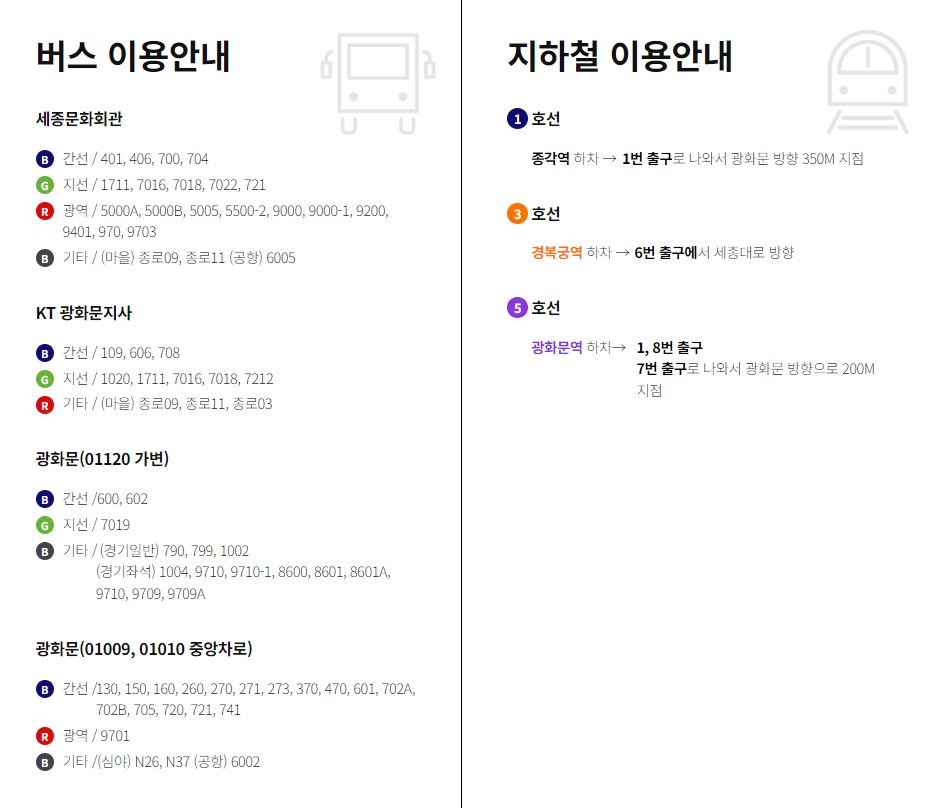 버스 이용안내
세종문화회관
B 간선 / 401, 406, 700, 704
G 지선 / 1711, 7016, 7018, 7022, 721
R 광역 / 5000A, 5000B, 5005, 5500-2, 9000, 9000-1, 9200,
9401, 970, 9703
B 기타 / (마을) 종로09, 종로11 (공항) 6005
KT 광화문지사
B 간선 / 109, 606, 708
G 지선 / 1020, 1711, 7016, 7018, 7212
R 기타 / (마을) 종로09, 종로11, 종로03
광화문(01120 가변)
B 간선 /600, 602
G 지선 / 7019
B 기타 / (경기일반) 790, 799, 1002
(경기좌석) 1004, 9710, 9710-1, 8600, 8601, 8601A,
9710, 9709, 9709A
광화문(01009, 01010 중앙차로)
B 간선 /130, 150, 160, 260, 270, 271, 273, 370, 470, 601, 702A,
702B, 705, 720, 721, 741
R 광역 / 9701
B 기타 /(심야) N26, N37 (공항) 6002
지하철 이용안내
1 호선
종각역 하차 → 1번 출구로 나와서 광화문 방향 350M 지점
3 호선
경복궁역 하차 → 6번 출구에서 세종대로 방향
5 호선
광화문역 하차→ 1, 8번 출구
7번 출구로 나와서 광화문 방향으로 200M
지점